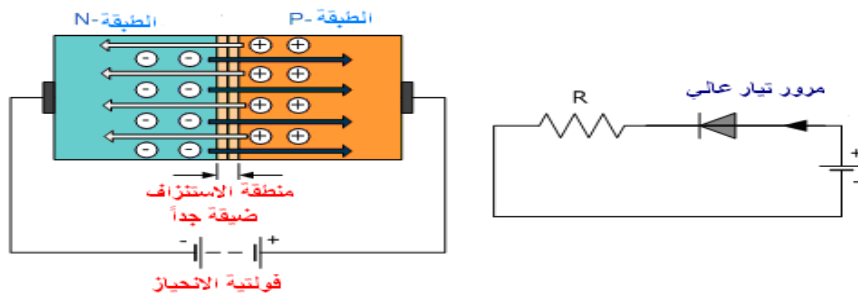 N-الطبقة
P-الطبقة
منطقة الاستنزاف
ضيقة جداً
- +
فولتية الانحياز
مرور تيار عالي
R
+
-